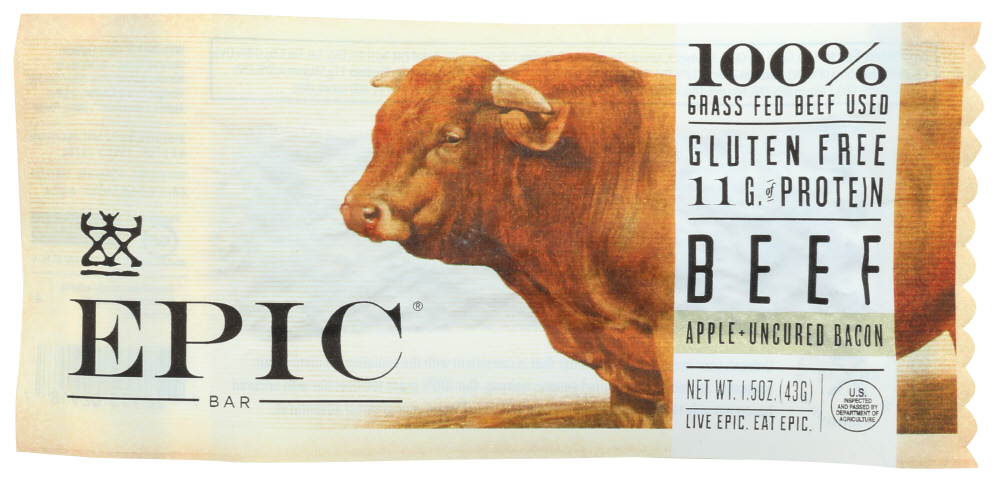 100%
GRASS FED BEEF USED
GLUTEN FREE
11 G. of PROTEIN
BEEF
APPLE+UNCURED BACON
NET WT. 1.5OZ. (43G)
LIVE EPIC. EAT EPIC.
U.S.
INSPECTED
AND PASSED BY
DEPARTMENT OF
AGRICULTURE
EPIC®
BAR